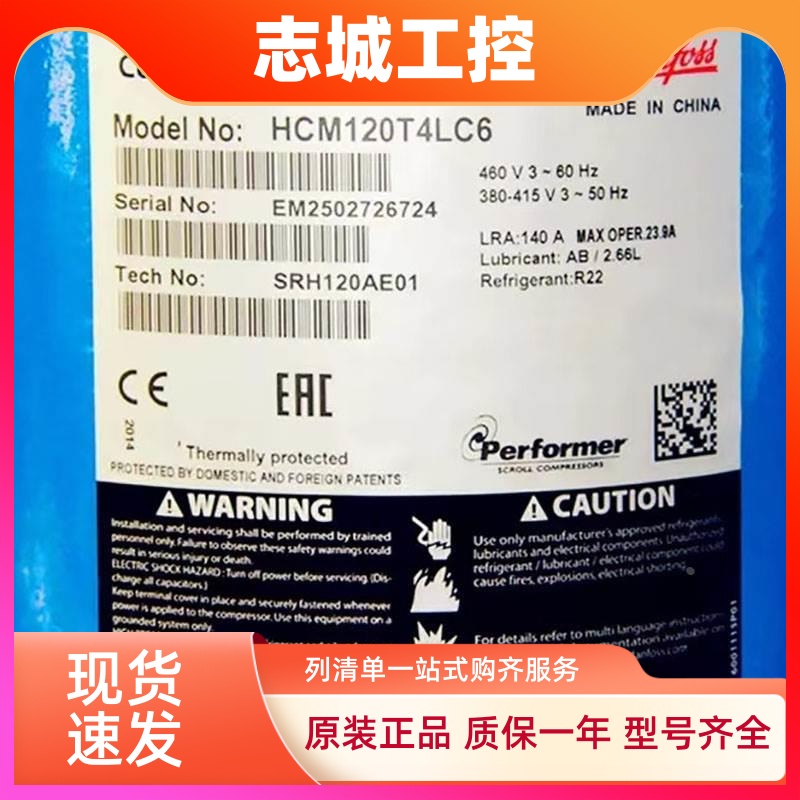 志城工控
MADE IN CHINA
Model No: HCM120T4LC6
460 V 3 ~ 60 Hz
380-415 V 3 ~ 50 Hz
Serial No: EM2502726724
LRA:140 A MAX OPER.23.9A
Lubricant: AB / 2.66L
Refrigerant:R22
Tech No: SRH120AE01
CE
EAC
2014
Thermally protected
PROTECTED BY DOMESTIC AND FOREIGN PATENTS
Performer
SCROLL COMPRESSORS
WARNING
Installation and servicing shall be performed by trained
personnel only. Failure to observe these safety warnings could
result in serious injury or death.
ELECTRIC SHOCK HAZARD : Turn off power before servicing. (Dis-
charge all capacitors.)
Keep terminal cover in place and securely fastened whenever
power is applied to the compressor. Use this equipment on a
grounded system only.
CAUTION
Use only manufacturer's approved refrigerants
lubricants and electrical components. Unauthorized
refrigerant / lubricant / electrical component could
cause fires, explosions, electrical shorting.
For details refer to multi language instruction
6001113P01
现货
速发
列清单一站式购齐服务
原装正品 质保一年 型号齐全